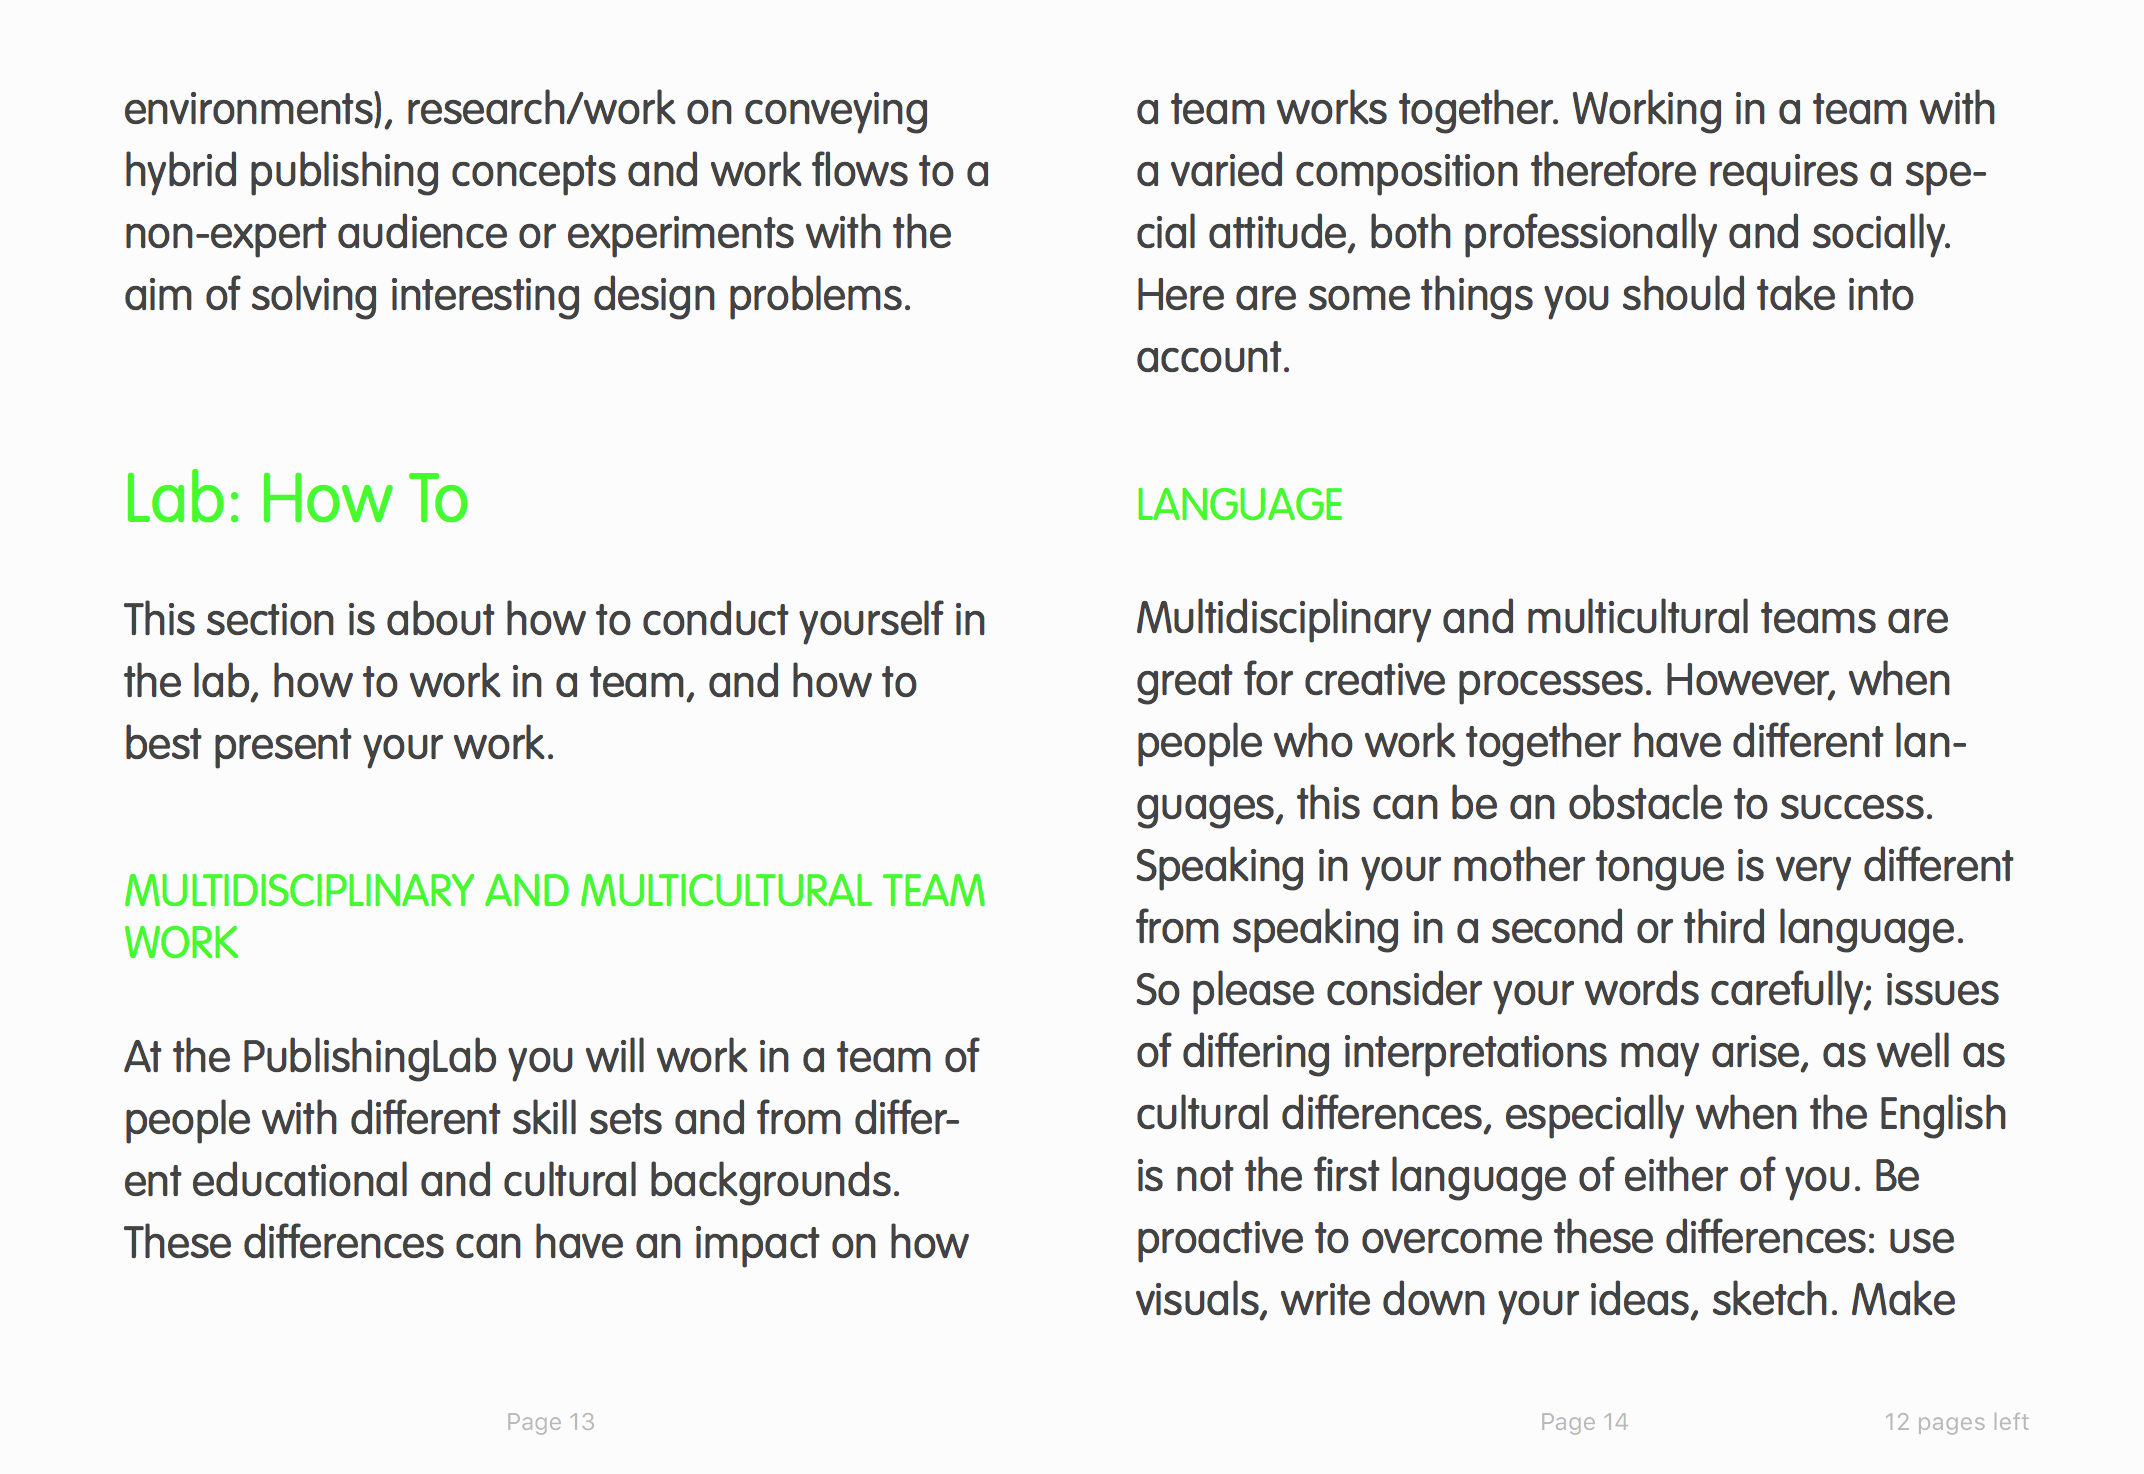 environments), research/work on conveying
hybrid publishing concepts and work flows to a
non-expert audience or experiments with the
aim of solving interesting design problems.
Lab: How To
This section is about how to conduct yourself in
the lab, how to work in a team, and how to
best present your work.
MULTIDISCIPLINARY AND MULTICULTURAL TEAM
WORK
At the PublishingLab you will work in a team of
people with different skill sets and from differ-
ent educational and cultural backgrounds.
These differences can have an impact on how
Page 13
a team works together. Working in a team with
a varied composition therefore requires a spe-
cial attitude, both professionally and socially.
Here are some things you should take into
account.
LANGUAGE
Multidisciplinary and multicultural teams are
great for creative processes. However, when
people who work together have different lan-
guages, this can be an obstacle to success.
Speaking in your mother tongue is very different
from speaking in a second or third language.
So please consider your words carefully; issues
of differing interpretations may arise, as well as
cultural differences, especially when the English
is not the first language of either of you. Be
proactive to overcome these differences: use
visuals, write down your ideas, sketch. Make
Page 14
12 pages left